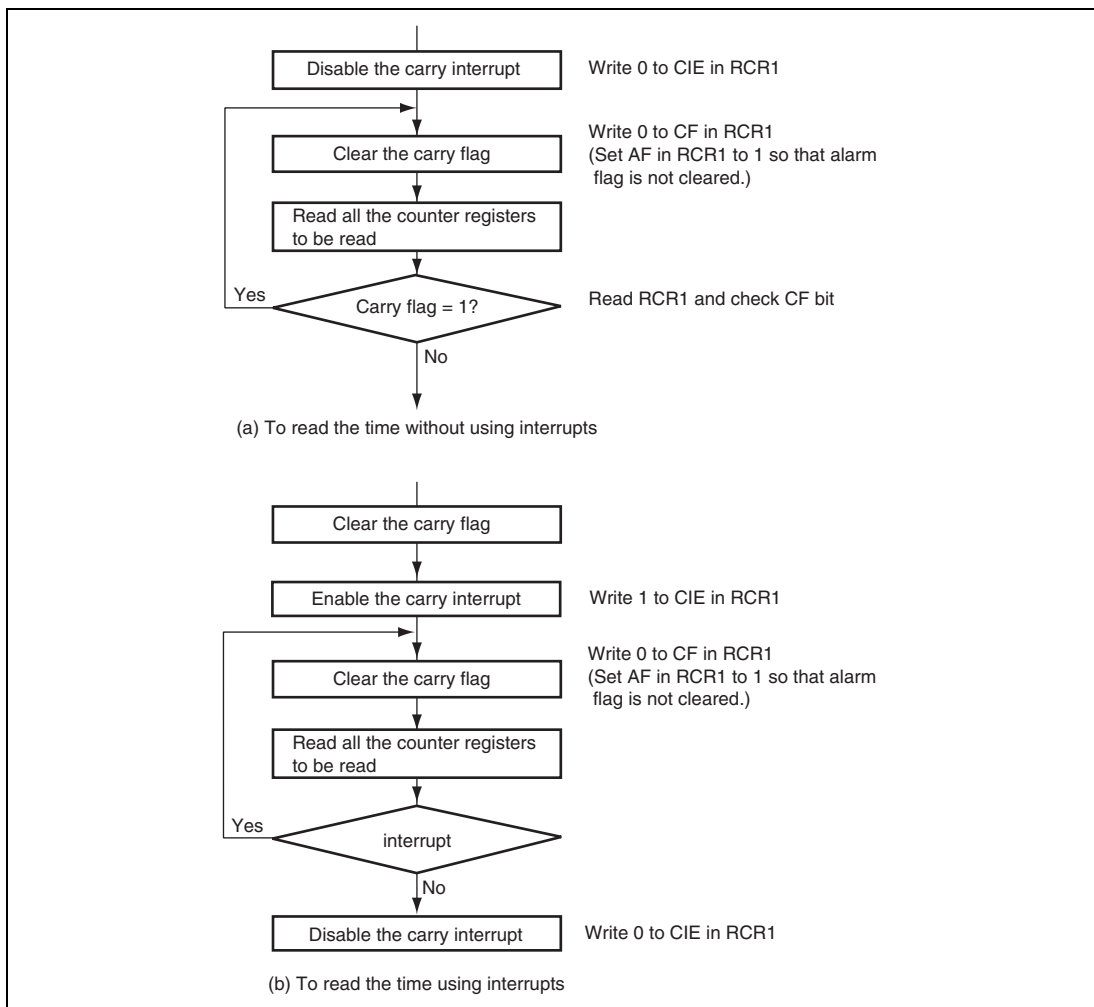 Disable the carry interrupt
Write 0 to CIE in RCR1
Clear the carry flag
Write 0 to CF in RCR1
(Set AF in RCR1 to 1 so that alarm
flag is not cleared.)
Read all the counter registers
to be read
Yes
Carry flag = 1?
Read RCR1 and check CF bit
No
(a) To read the time without using interrupts
Clear the carry flag
Enable the carry interrupt
Write 1 to CIE in RCR1
Clear the carry flag
Write 0 to CF in RCR1
(Set AF in RCR1 to 1 so that alarm
flag is not cleared.)
Read all the counter registers
to be read
Yes
interrupt
No
Disable the carry interrupt
Write 0 to CIE in RCR1
(b) To read the time using interrupts